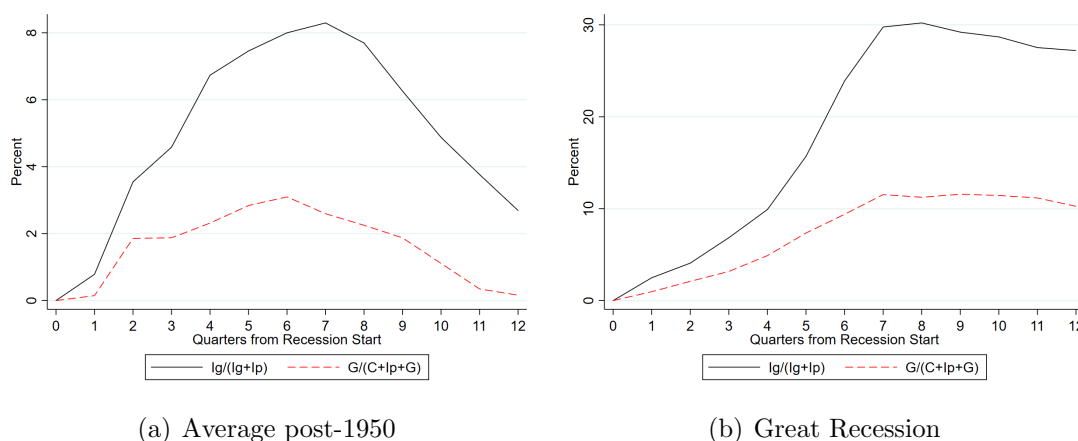 8
6
4
2
0
Percent
0 1 2 3 4 5 6 7 8 9 10 11 12
Quarters from Recession Start
Ig/(Ig+Ip) G/(C+Ip+G)
(a) Average post-1950
30
20
10
0
Percent
0 1 2 3 4 5 6 7 8 9 10 11 12
Quarters from Recession Start
Ig/(Ig+Ip) G/(C+Ip+G)
(b) Great Recession